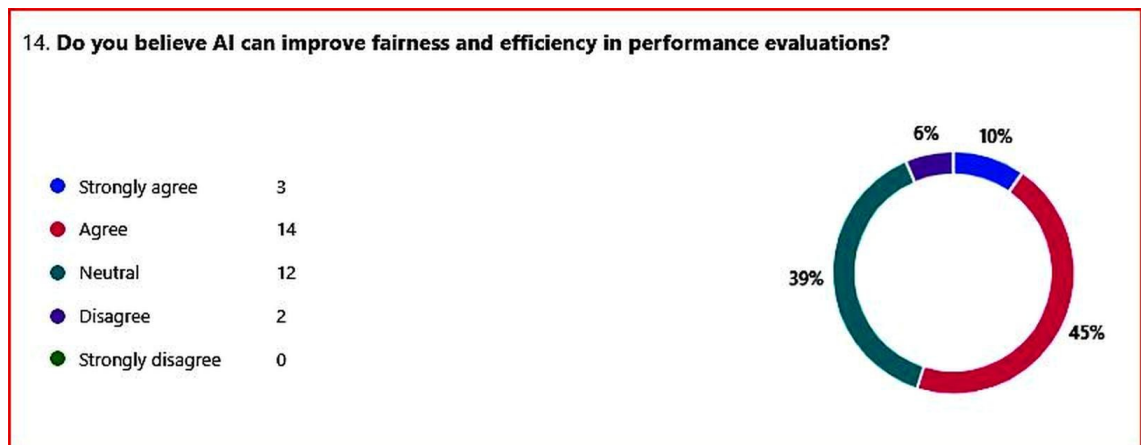 14. Do you believe AI can improve fairness and efficiency in performance evaluations?
6%
10%
Strongly agree 3
Agree 14
Neutral 12
Disagree 2
Strongly disagree 0
39%
45%